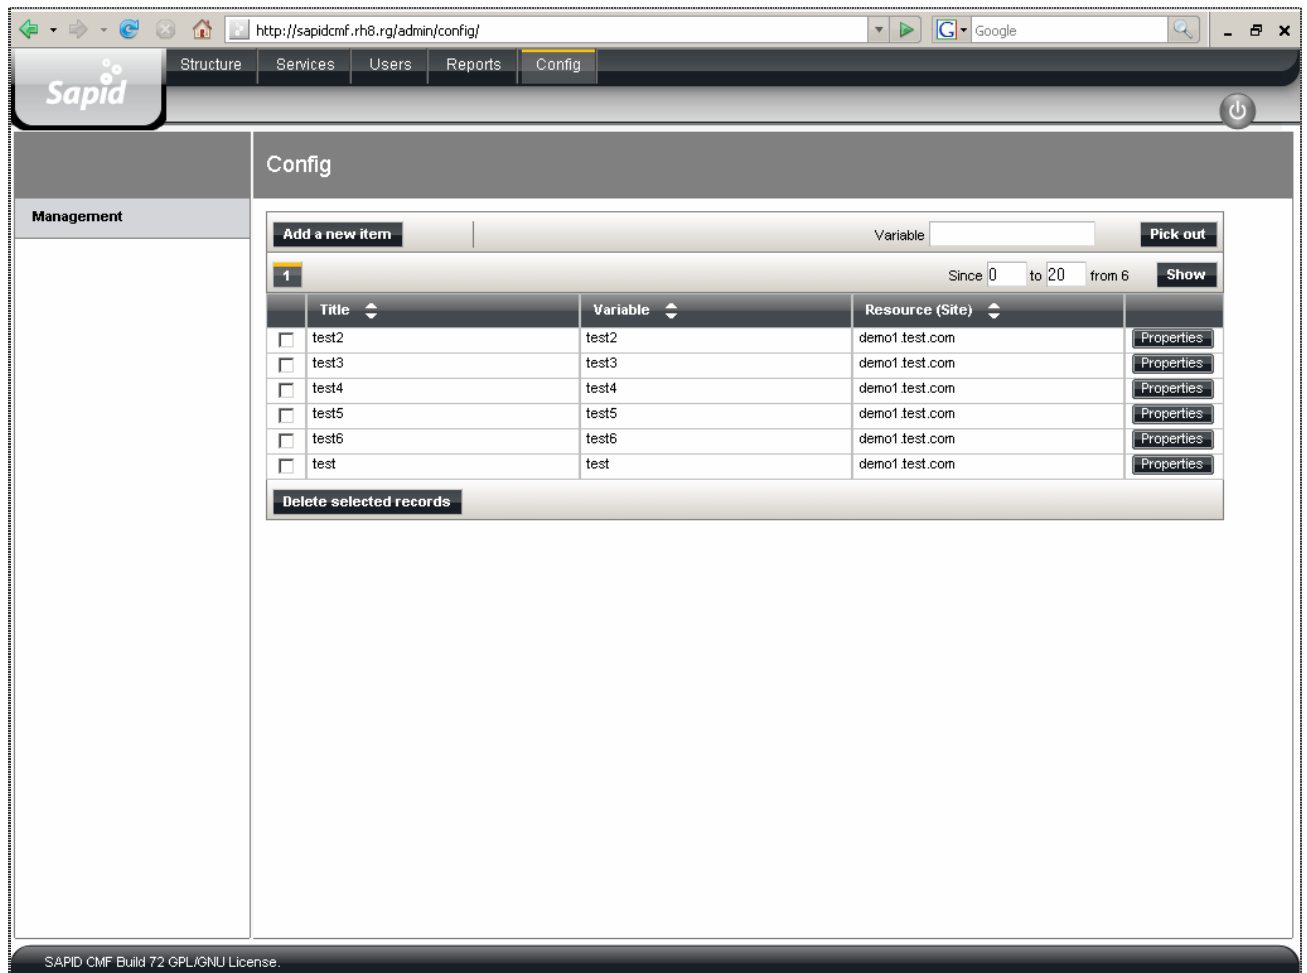 http://sapidcmf.rh8.rg/admin/config/ G Google
Sapid
Structure Services Users Reports Config
Config
Management
Add a new item Variable Pick out
1 Since 0 to 20 from 6 Show
Title Variable Resource (Site)
test2 test2 demo1.test.com Properties
test3 test3 demo1.test.com Properties
test4 test4 demo1.test.com Properties
test5 test5 demo1.test.com Properties
test6 test6 demo1.test.com Properties
test test demo1.test.com Properties
Delete selected records
SAPID CMF Build 72 GPL/GNU License.